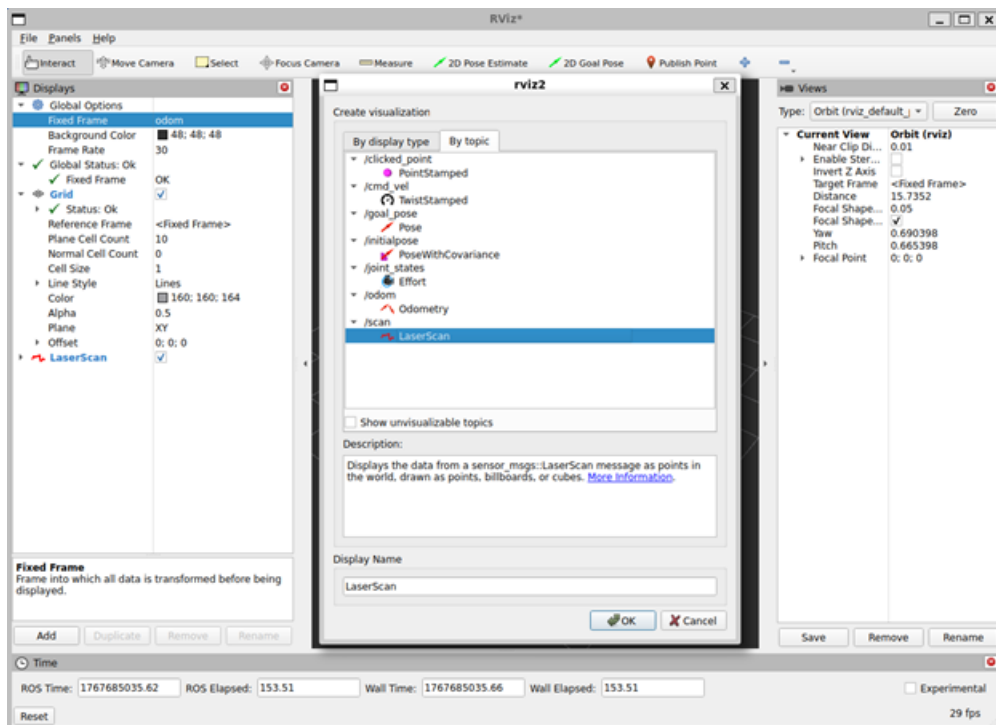 RViz*
File Panels Help
Interact Move Camera Select Focus Camera Measure 2D Pose Estimate 2D Goal Pose Publish Point
Displays
Global Options
Fixed Frame odom
Background Color 48; 48; 48
Frame Rate 30
Global Status: Ok
Fixed Frame OK
Grid
Status: Ok
Reference Frame <Fixed Frame>
Plane Cell Count 10
Normal Cell Count 0
Cell Size 1
Line Style Lines
Color 160; 160; 164
Alpha 0.5
Plane XY
Offset 0; 0; 0
LaserScan
Fixed Frame
Frame into which all data is transformed before being
displayed.
Add Duplicate Remove Rename
rviz2
Create visualization
By display type By topic
/clicked_point
PointStamped
/cmd_vel
TwistStamped
/goal_pose
Pose
/initialpose
PoseWithCovariance
/joint_states
Effort
/odom
Odometry
/scan
LaserScan
Show unvisualizable topics
Description:
Displays the data from a sensor_msgs::LaserScan message as points in
the world, drawn as points, billboards, or cubes. More Information.
Display Name
LaserScan
OK Cancel
Views
Type: Orbit (rviz_default_ Zero
Current View Orbit (rviz)
Near Clip Di... 0.01
Enable Ster...
Invert Z Axis
Target Frame <Fixed Frame>
Distance 15.7352
Focal Shape... 0.05
Focal Shape...
Yaw 0.690398
Pitch 0.665398
Focal Point 0; 0; 0
Save Remove Rename
Time
ROS Time: 1767685035.62 ROS Elapsed: 153.51 Wall Time: 1767685035.66 Wall Elapsed: 153.51 Experimental
Reset 29 fps